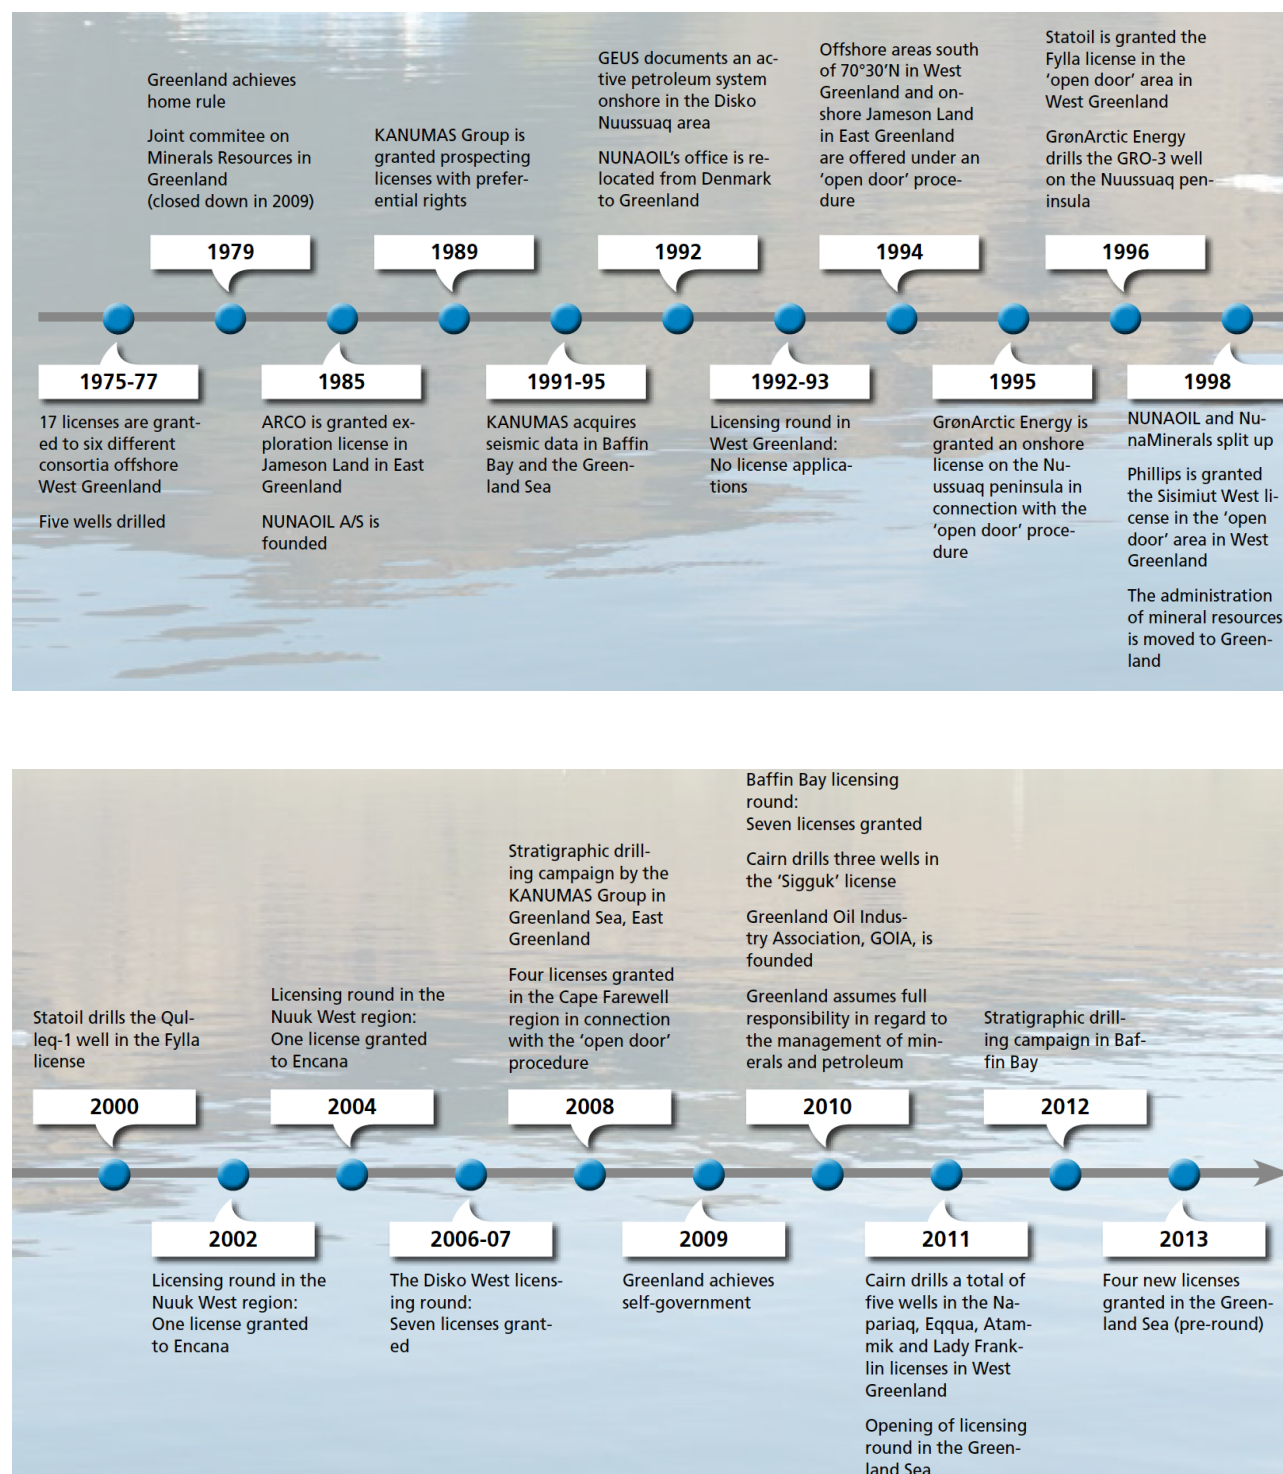 Greenland achieves
home rule
Joint commitee on
Minerals Resources in
Greenland
(closed down in 2009)
1979
KANUMAS Group is
granted prospecting
licenses with prefer-
ential rights
1989
GEUS documents an ac-
tive petroleum system
onshore in the Disko
Nuussuaq area
NUNAOIL's office is re-
located from Denmark
to Greenland
1992
Offshore areas south
of 70°30'N in West
Greenland and on-
shore Jameson Land
in East Greenland
are offered under an
'open door' proce-
dure
1994
Statoil is granted the
Fylla license in the
'open door' area in
West Greenland
GrønArctic Energy
drills the GRO-3 well
on the Nuussuaq pen-
insula
1996
1975-77
17 licenses are grant-
ed to six different
consortia offshore
West Greenland
Five wells drilled
1985
ARCO is granted ex-
ploration license in
Jameson Land in East
Greenland
NUNAOIL A/S is
founded
1991-95
KANUMAS acquires
seismic data in Baffin
Bay and the Green-
land Sea
1992-93
Licensing round in
West Greenland:
No license applica-
tions
1995
GrønArctic Energy is
granted an onshore
license on the Nu-
ussuaq peninsula in
connection with the
'open door' proce-
dure
1998
NUNAOIL and Nu-
naMinerals split up
Phillips is granted
the Sisimiut West li-
cense in the 'open
door' area in West
Greenland
The administration
of mineral resources
is moved to Green-
land
Statoil drills the Qul-
leq-1 well in the Fylla
license
2000
Licensing round in the
Nuuk West region:
One license granted
to Encana
2004
Stratigraphic drill-
ing campaign by the
KANUMAS Group in
Greenland Sea, East
Greenland
Four licenses granted
in the Cape Farewell
region in connection
with the 'open door'
procedure
2008
Baffin Bay licensing
round:
Seven licenses granted
Cairn drills three wells in
the 'Sigguk' license
Greenland Oil Indus-
try Association, GOIA, is
founded
Greenland assumes full
responsibility in regard to
the management of min-
erals and petroleum
2010
Stratigraphic drill-
ing campaign in Baf-
fin Bay
2012
2002
Licensing round in the
Nuuk West region:
One license granted
to Encana
2006-07
The Disko West licens-
ing round:
Seven licenses grant-
ed
2009
Greenland achieves
self-government
2011
Cairn drills a total of
five wells in the Na-
pariaq, Eqqua, Atam-
mik and Lady Frank-
lin licenses in West
Greenland
Opening of licensing
round in the Green-
land Sea
2013
Four new licenses
granted in the Green-
land Sea (pre-round)